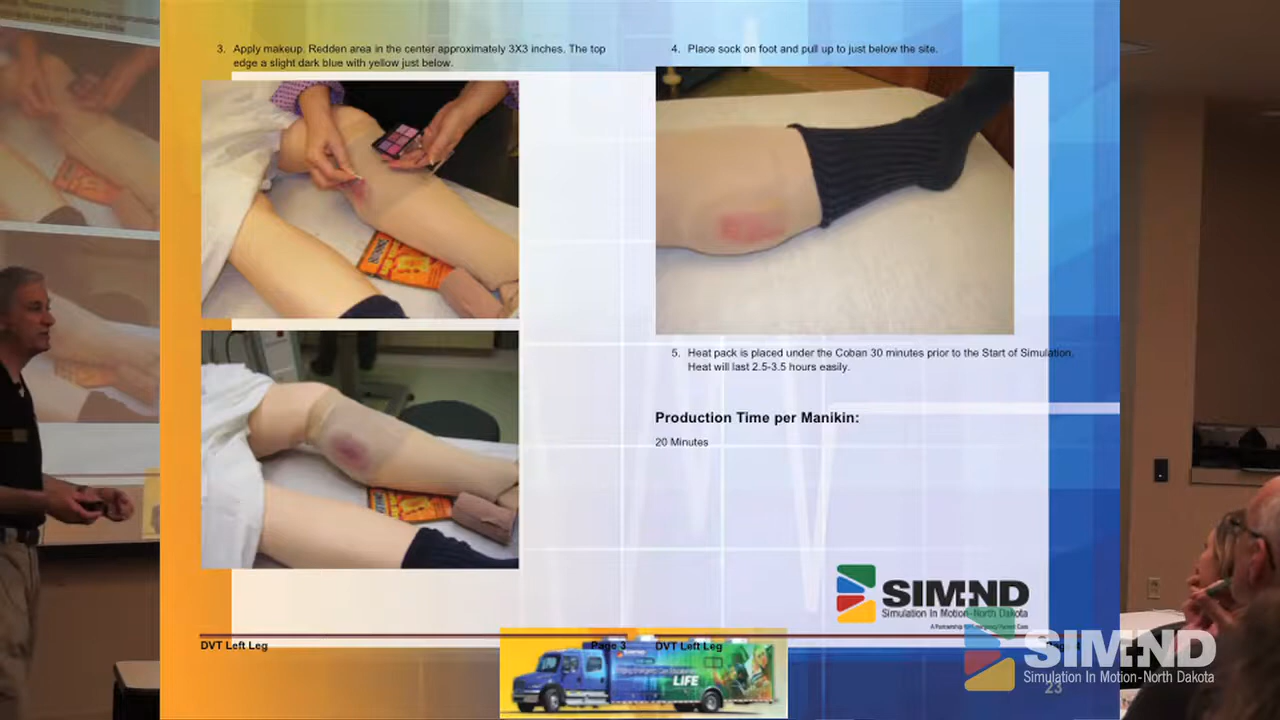 3. Apply makeup. Redden area in the center approximately 3X3 inches. The top
edge a slight dark blue with yellow just below.
4. Place sock on foot and pull up to just below the site.
5. Heat pack is placed under the Coban 30 minutes prior to the Start of Simulation.
Heat will last 2.5-3.5 hours easily.
Production Time per Manikin:
20 Minutes
SIM-ND
Simulation In Motion-North Dakota
DVT Left Leg
Page 3
DVT Left Leg
LIFE
SIM-ND
Simulation In Motion-North Dakota
23